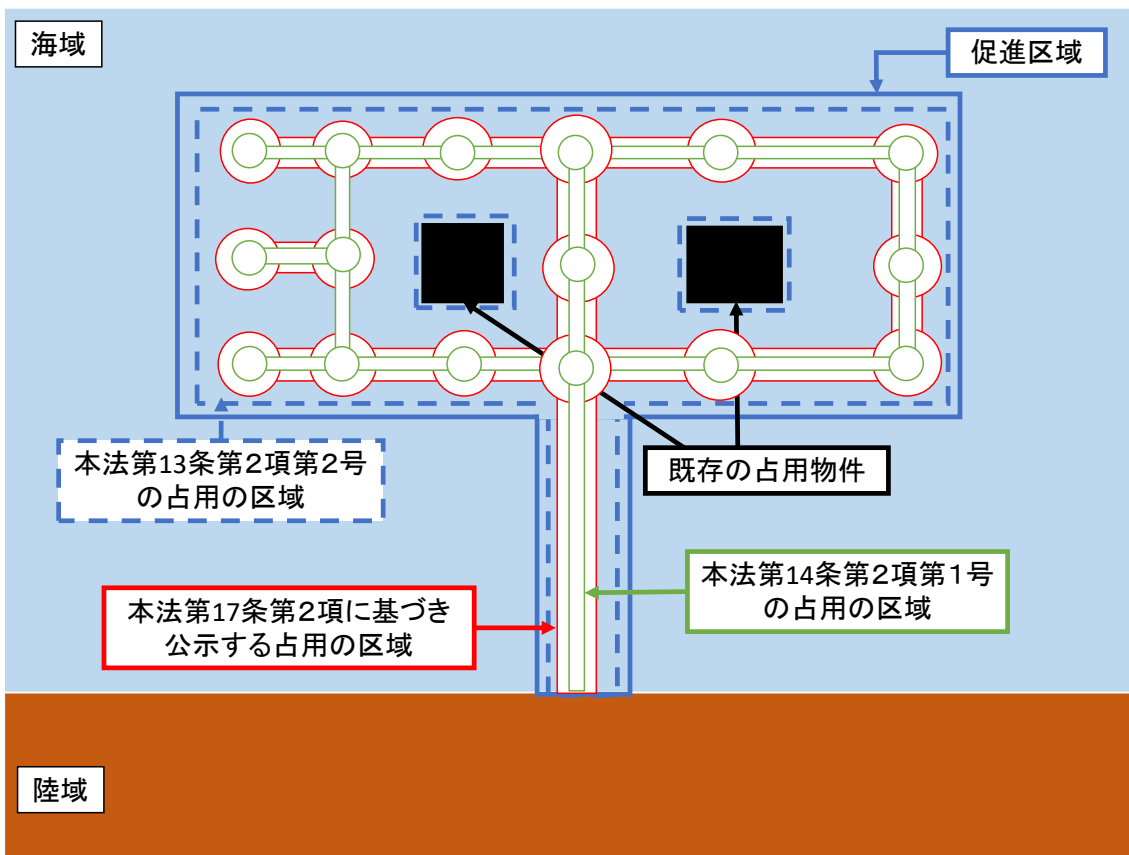 海域
促進区域
本法第13条第２項第２号
の占用の区域
既存の占用物件
本法第14条第２項第１号
の占用の区域
本法第17条第２項に基づき
公示する占用の区域
陸域